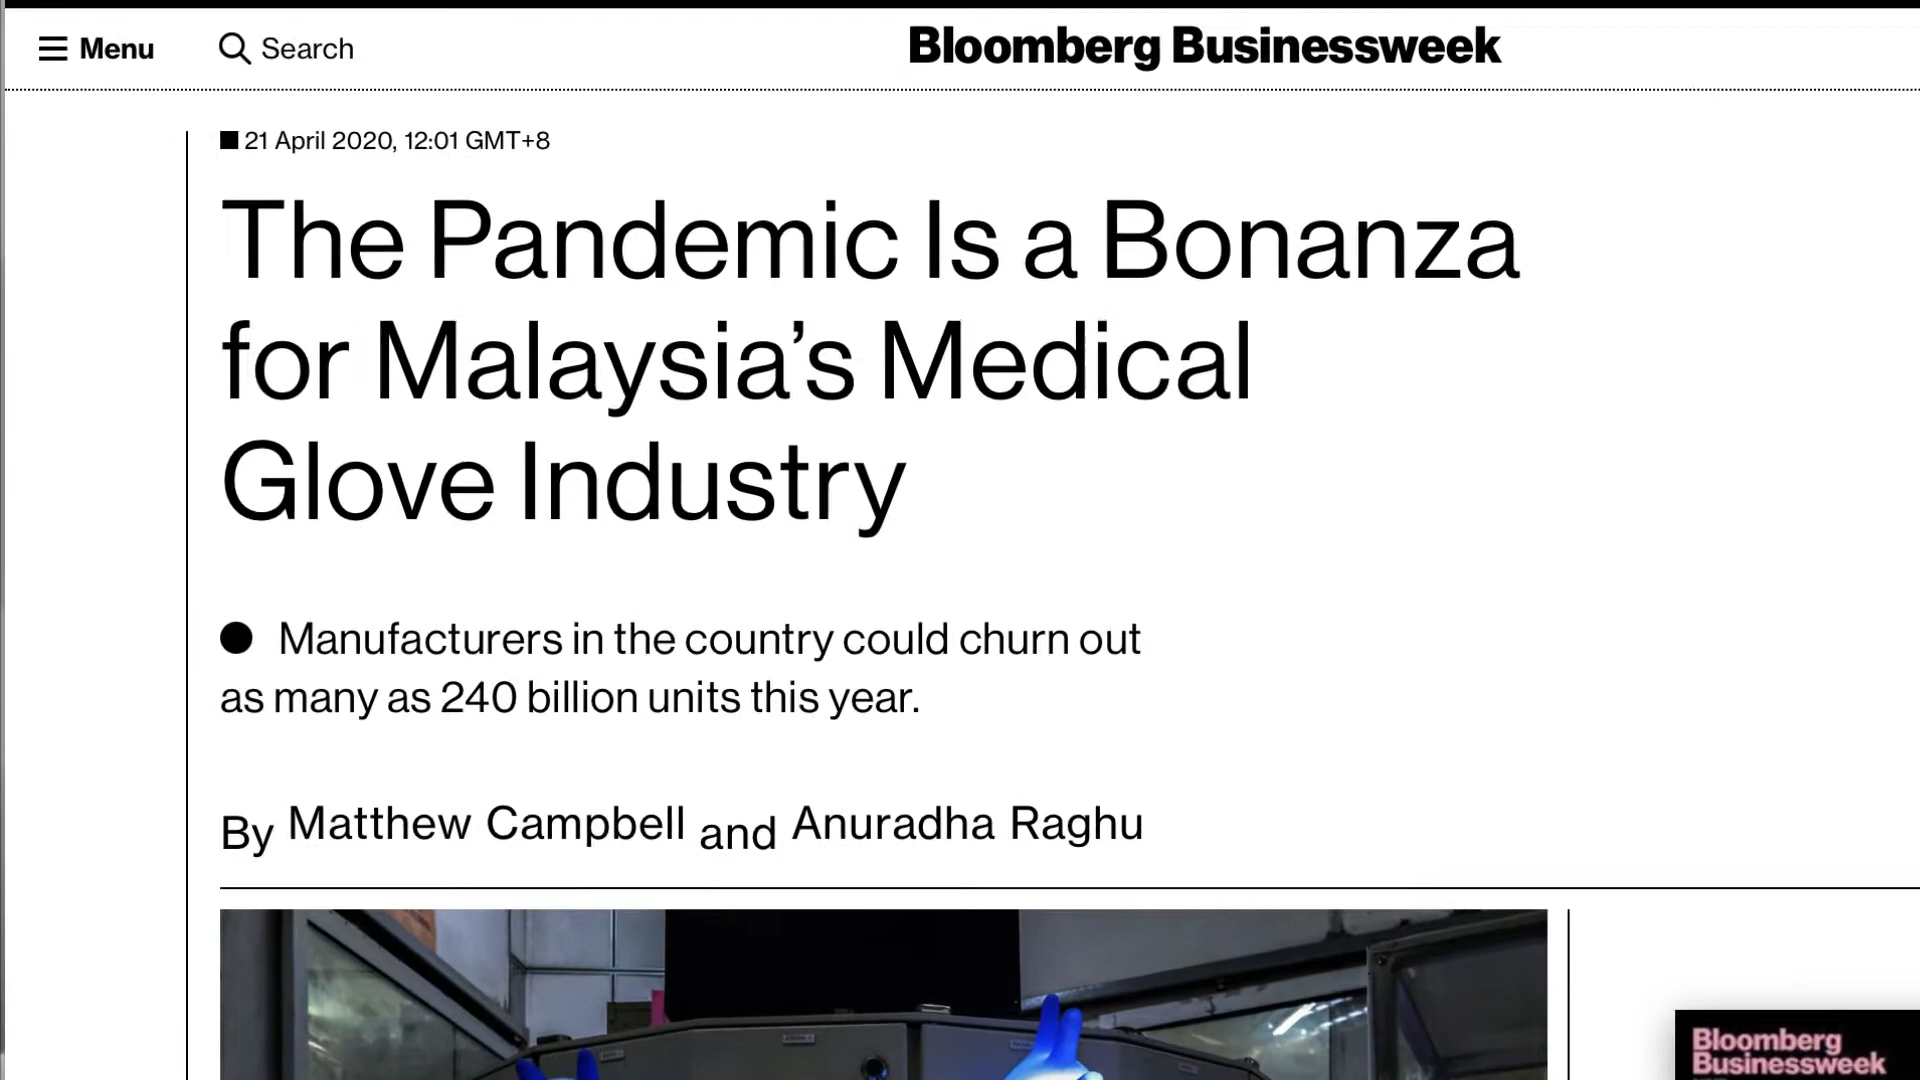 Menu
Search
Bloomberg Businessweek
21 April 2020, 12:01 GMT+8
The Pandemic Is a Bonanza
for Malaysia’s Medical
Glove Industry
Manufacturers in the country could churn out
as many as 240 billion units this year.
By Matthew Campbell and Anuradha Raghu
Bloomberg
Businessweek